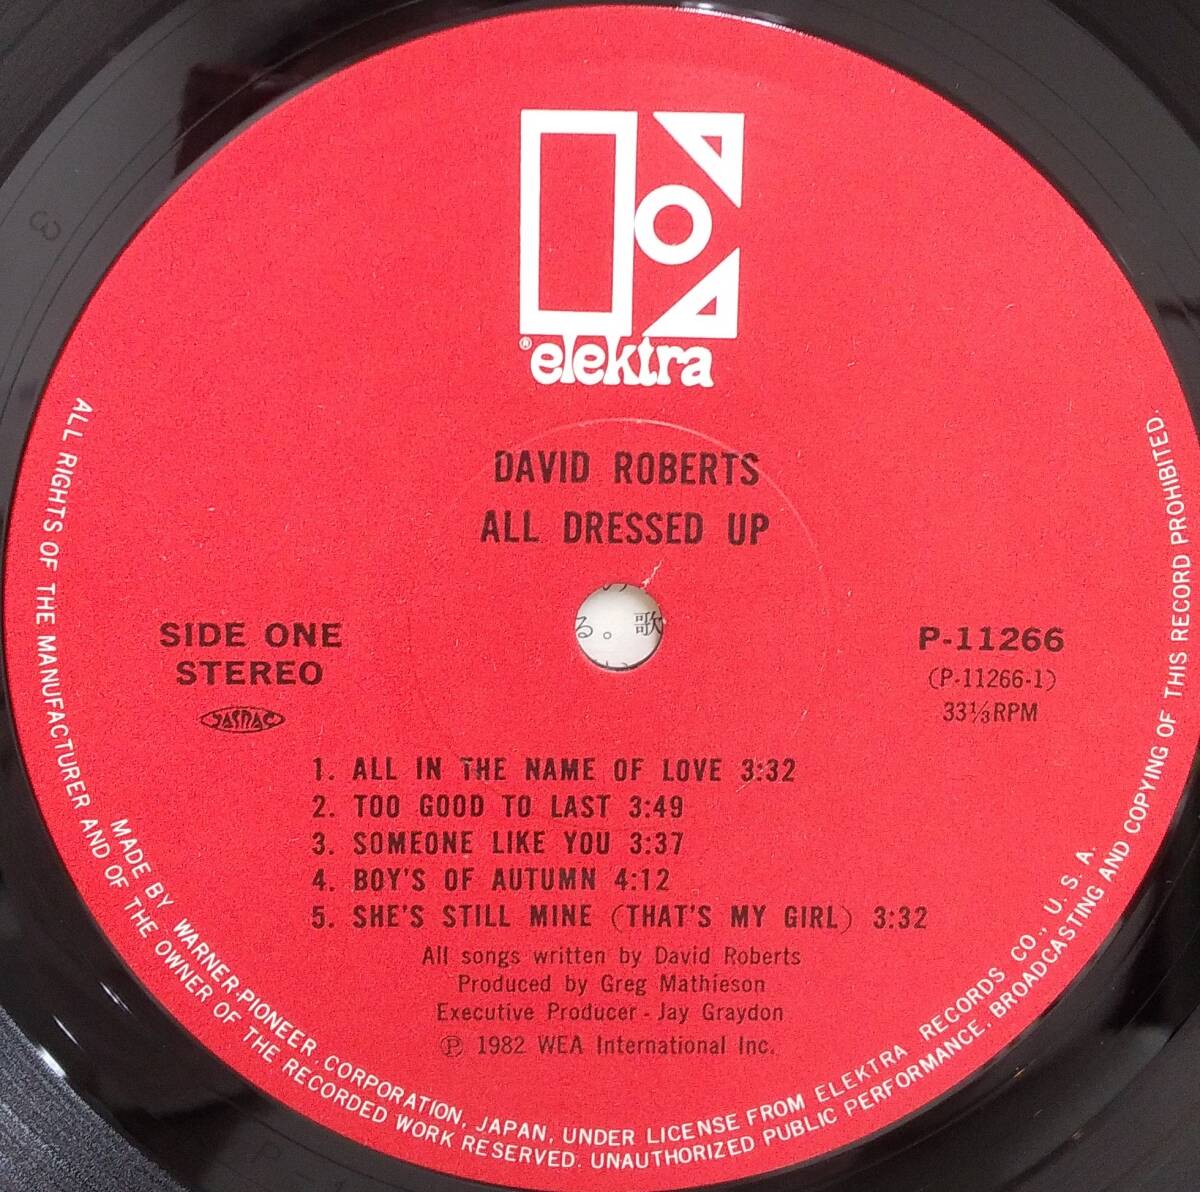 ® elektra
DAVID ROBERTS
ALL DRESSED UP
る。歌
SIDE ONE
STEREO
JASRAC
P-11266
(P-11266-1)
33⅓RPM
1. ALL IN THE NAME OF LOVE 3:32
2. TOO GOOD TO LAST 3:49
3. SOMEONE LIKE YOU 3:37
4. BOY'S OF AUTUMN 4:12
5. SHE'S STILL MINE (THAT'S MY GIRL) 3:32
All songs written by David Roberts
Produced by Greg Mathieson
Executive Producer - Jay Graydon
Ⓟ 1982 WEA International Inc.
MADE BY WARNER-PIONEER CORPORATION, JAPAN, UNDER LICENSE FROM ELEKTRA RECORDS CO., U. S. A.
ALL RIGHTS OF THE MANUFACTURER AND OF THE OWNER OF THE RECORDED WORK RESERVED. UNAUTHORIZED PUBLIC PERFORMANCE, BROADCASTING AND COPYING OF THIS RECORD PROHIBITED.